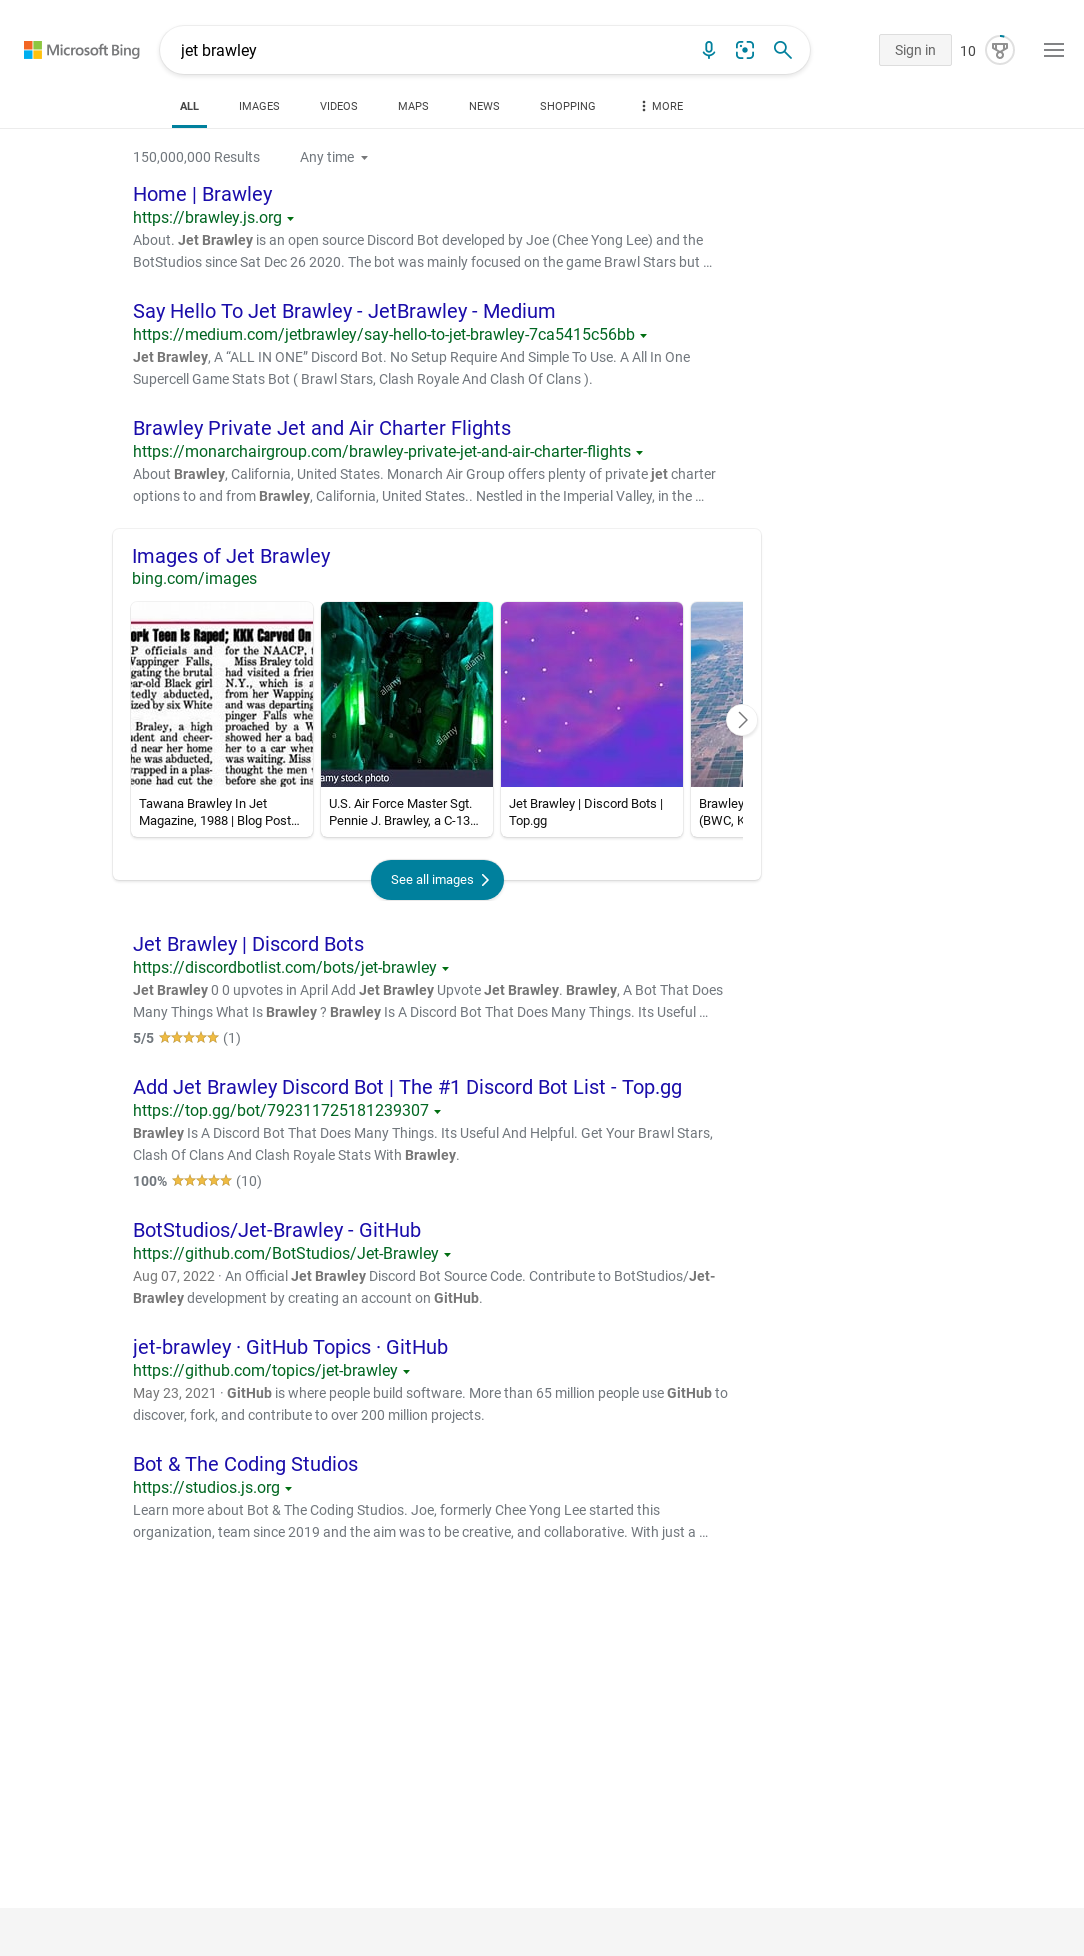 Microsoft Bing
jet brawley
Sign in
10
ALL
IMAGES
VIDEOS
MAPS
NEWS
SHOPPING
MORE
150,000,000 Results
Any time
Home | Brawley
https://brawley.js.org
About. Jet Brawley is an open source Discord Bot developed by Joe (Chee Yong Lee) and the
BotStudios since Sat Dec 26 2020. The bot was mainly focused on the game Brawl Stars but …
Say Hello To Jet Brawley - JetBrawley - Medium
https://medium.com/jetbrawley/say-hello-to-jet-brawley-7ca5415c56bb
Jet Brawley, A “ALL IN ONE” Discord Bot. No Setup Require And Simple To Use. A All In One
Supercell Game Stats Bot ( Brawl Stars, Clash Royale And Clash Of Clans ).
Brawley Private Jet and Air Charter Flights
https://monarchairgroup.com/brawley-private-jet-and-air-charter-flights
About Brawley, California, United States. Monarch Air Group offers plenty of private jet charter
options to and from Brawley, California, United States.. Nestled in the Imperial Valley, in the …
Images of Jet Brawley
bing.com/images
ork Teen Is Raped; KKK Carved On
P officials and
Wappinger Falls,
gating the brutal
ear-old Black girl
tedly abducted,
ized by six White
Braley, a high
dent and cheer-
d near her home
he was abducted,
wrapped in a plas-
eone had cut the
for the NAACP, t
Miss Braley told
had visited a frien
N.Y., which is a
from her Wapping
and was departing
pinger Falls whe
proached by a W
showed her a badg
her to a car wher
was waiting. Miss
thought the men w
before she got ins
a
alamy
alamy
alamy
amy stock photo
Tawana Brawley In Jet
Magazine, 1988 | Blog Post…
U.S. Air Force Master Sgt.
Pennie J. Brawley, a C-13…
Jet Brawley | Discord Bots |
Top.gg
Brawley
(BWC, K
See all images
Jet Brawley | Discord Bots
https://discordbotlist.com/bots/jet-brawley
Jet Brawley 0 0 upvotes in April Add Jet Brawley Upvote Jet Brawley. Brawley, A Bot That Does
Many Things What Is Brawley ? Brawley Is A Discord Bot That Does Many Things. Its Useful …
5/5 (1)
Add Jet Brawley Discord Bot | The #1 Discord Bot List - Top.gg
https://top.gg/bot/792311725181239307
Brawley Is A Discord Bot That Does Many Things. Its Useful And Helpful. Get Your Brawl Stars,
Clash Of Clans And Clash Royale Stats With Brawley.
100% (10)
BotStudios/Jet-Brawley - GitHub
https://github.com/BotStudios/Jet-Brawley
Aug 07, 2022 · An Official Jet Brawley Discord Bot Source Code. Contribute to BotStudios/Jet-
Brawley development by creating an account on GitHub.
jet-brawley · GitHub Topics · GitHub
https://github.com/topics/jet-brawley
May 23, 2021 · GitHub is where people build software. More than 65 million people use GitHub to
discover, fork, and contribute to over 200 million projects.
Bot & The Coding Studios
https://studios.js.org
Learn more about Bot & The Coding Studios. Joe, formerly Chee Yong Lee started this
organization, team since 2019 and the aim was to be creative, and collaborative. With just a …